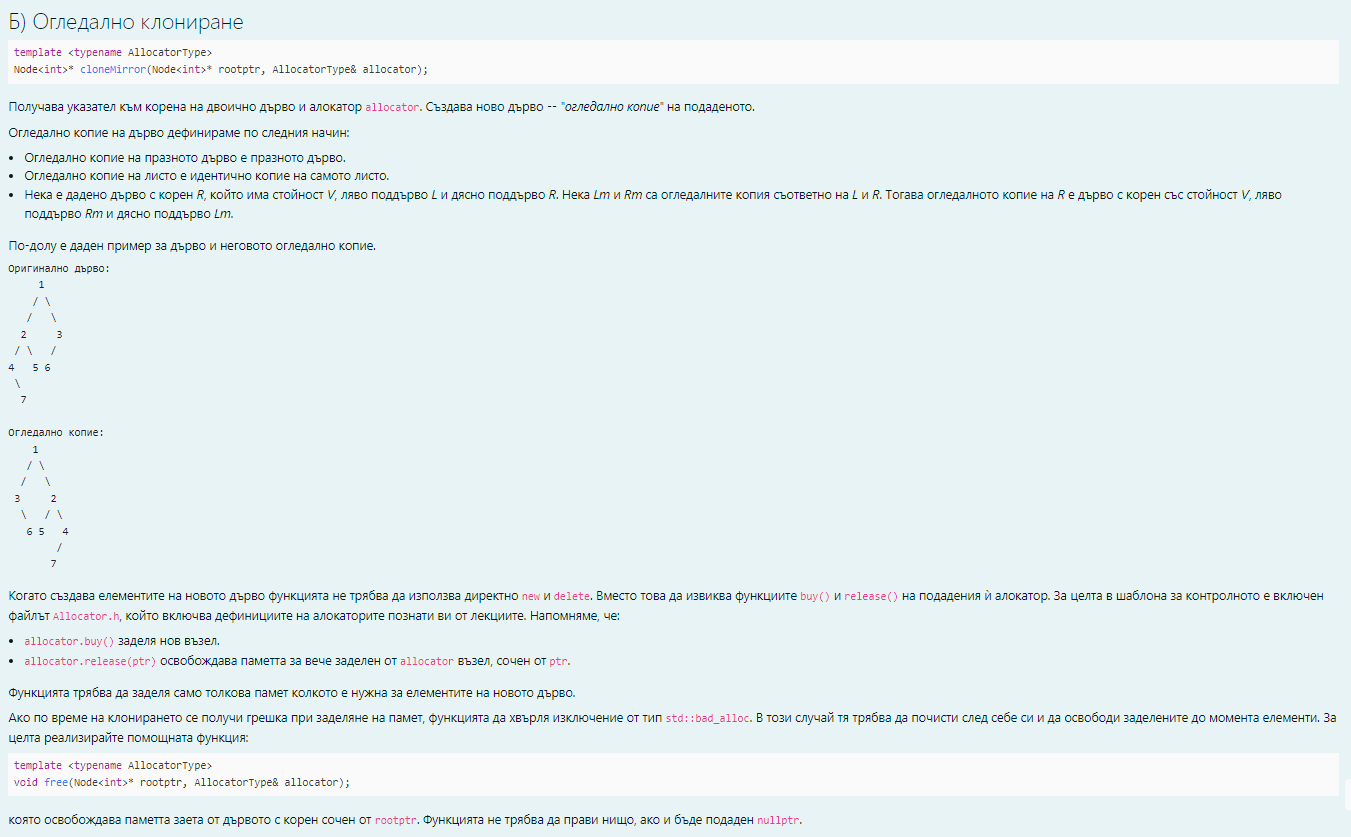 Б) Огледално клониране
template <typename AllocatorType>
Node<int>* cloneMirror(Node<int>* rootptr, AllocatorType& allocator);
Получава указател към корена на двоично дърво и алокатор allocator. Създава ново дърво -- "огледално копие" на подаденото.
Огледално копие на дърво дефинираме по следния начин:
• Огледално копие на празното дърво е празното дърво.
• Огледално копие на листо е идентично копие на самото листо.
• Нека е дадено дърво с корен R, който има стойност V, ляво поддърво L и дясно поддърво R. Нека Lm и Rm са огледалните копия съответно на L и R. Тогава огледалното копие на R е дърво с корен със стойност V, ляво
поддърво Rm и дясно поддърво Lm.
По-долу е даден пример за дърво и неговото огледално копие.
Оригинално дърво:
     1
    / \
   /   \
  2     3
 / \   /
4   5 6
 \
  7
Огледално копие:
    1
   / \
  /   \
 3     2
  \   / \
   6 5   4
        /
       7
Когато създава елементите на новото дърво функцията не трябва да използва директно new и delete. Вместо това да извиква функциите buy() и release() на подадения ѝ алокатор. За целта в шаблона за контролното е включен
файлът Allocator.h, който включва дефинициите на алокаторите познати ви от лекциите. Напомняме, че:
• allocator.buy() заделя нов възел.
• allocator.release(ptr) освобождава паметта за вече заделен от allocator възел, сочен от ptr.
Функцията трябва да заделя само толкова памет колкото е нужна за елементите на новото дърво.
Ако по време на клонирането се получи грешка при заделяне на памет, функцията да хвърля изключение от тип std::bad_alloc. В този случай тя трябва да почисти след себе си и да освободи заделените до момента елементи. За
целта реализирайте помощната функция:
template <typename AllocatorType>
void free(Node<int>* rootptr, AllocatorType& allocator);
която освобождава паметта заета от дървото с корен сочен от rootptr. Функцията не трябва да прави нищо, ако и бъде подаден nullptr.